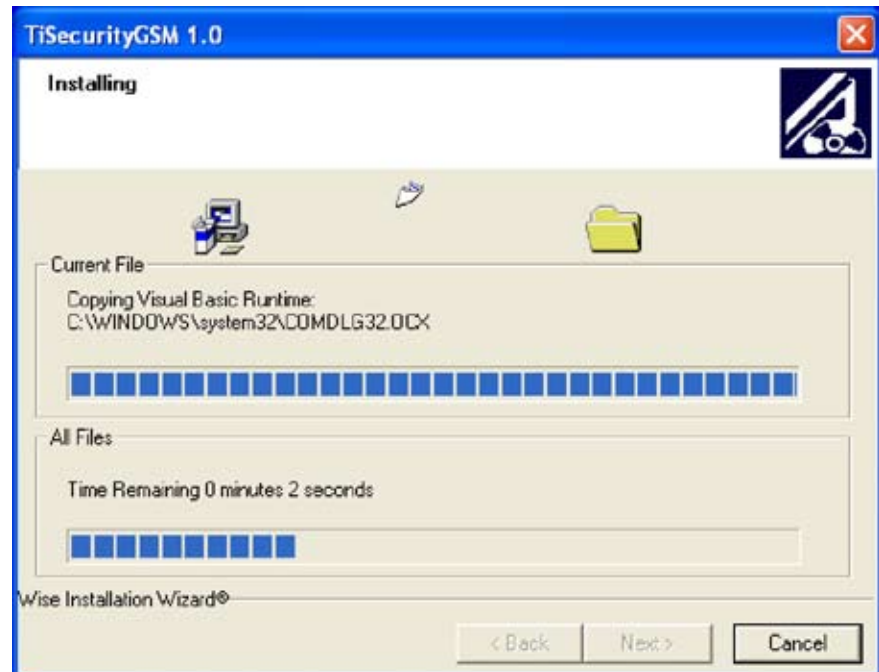 TiSecurityGSM 1.0
Installing
Current File
Copying Visual Basic Runtime:
C:\WINDOWS\system32\COMDLG32.OCX
All Files
Time Remaining 0 minutes 2 seconds
Wise Installation Wizard®
< Back
Next >
Cancel